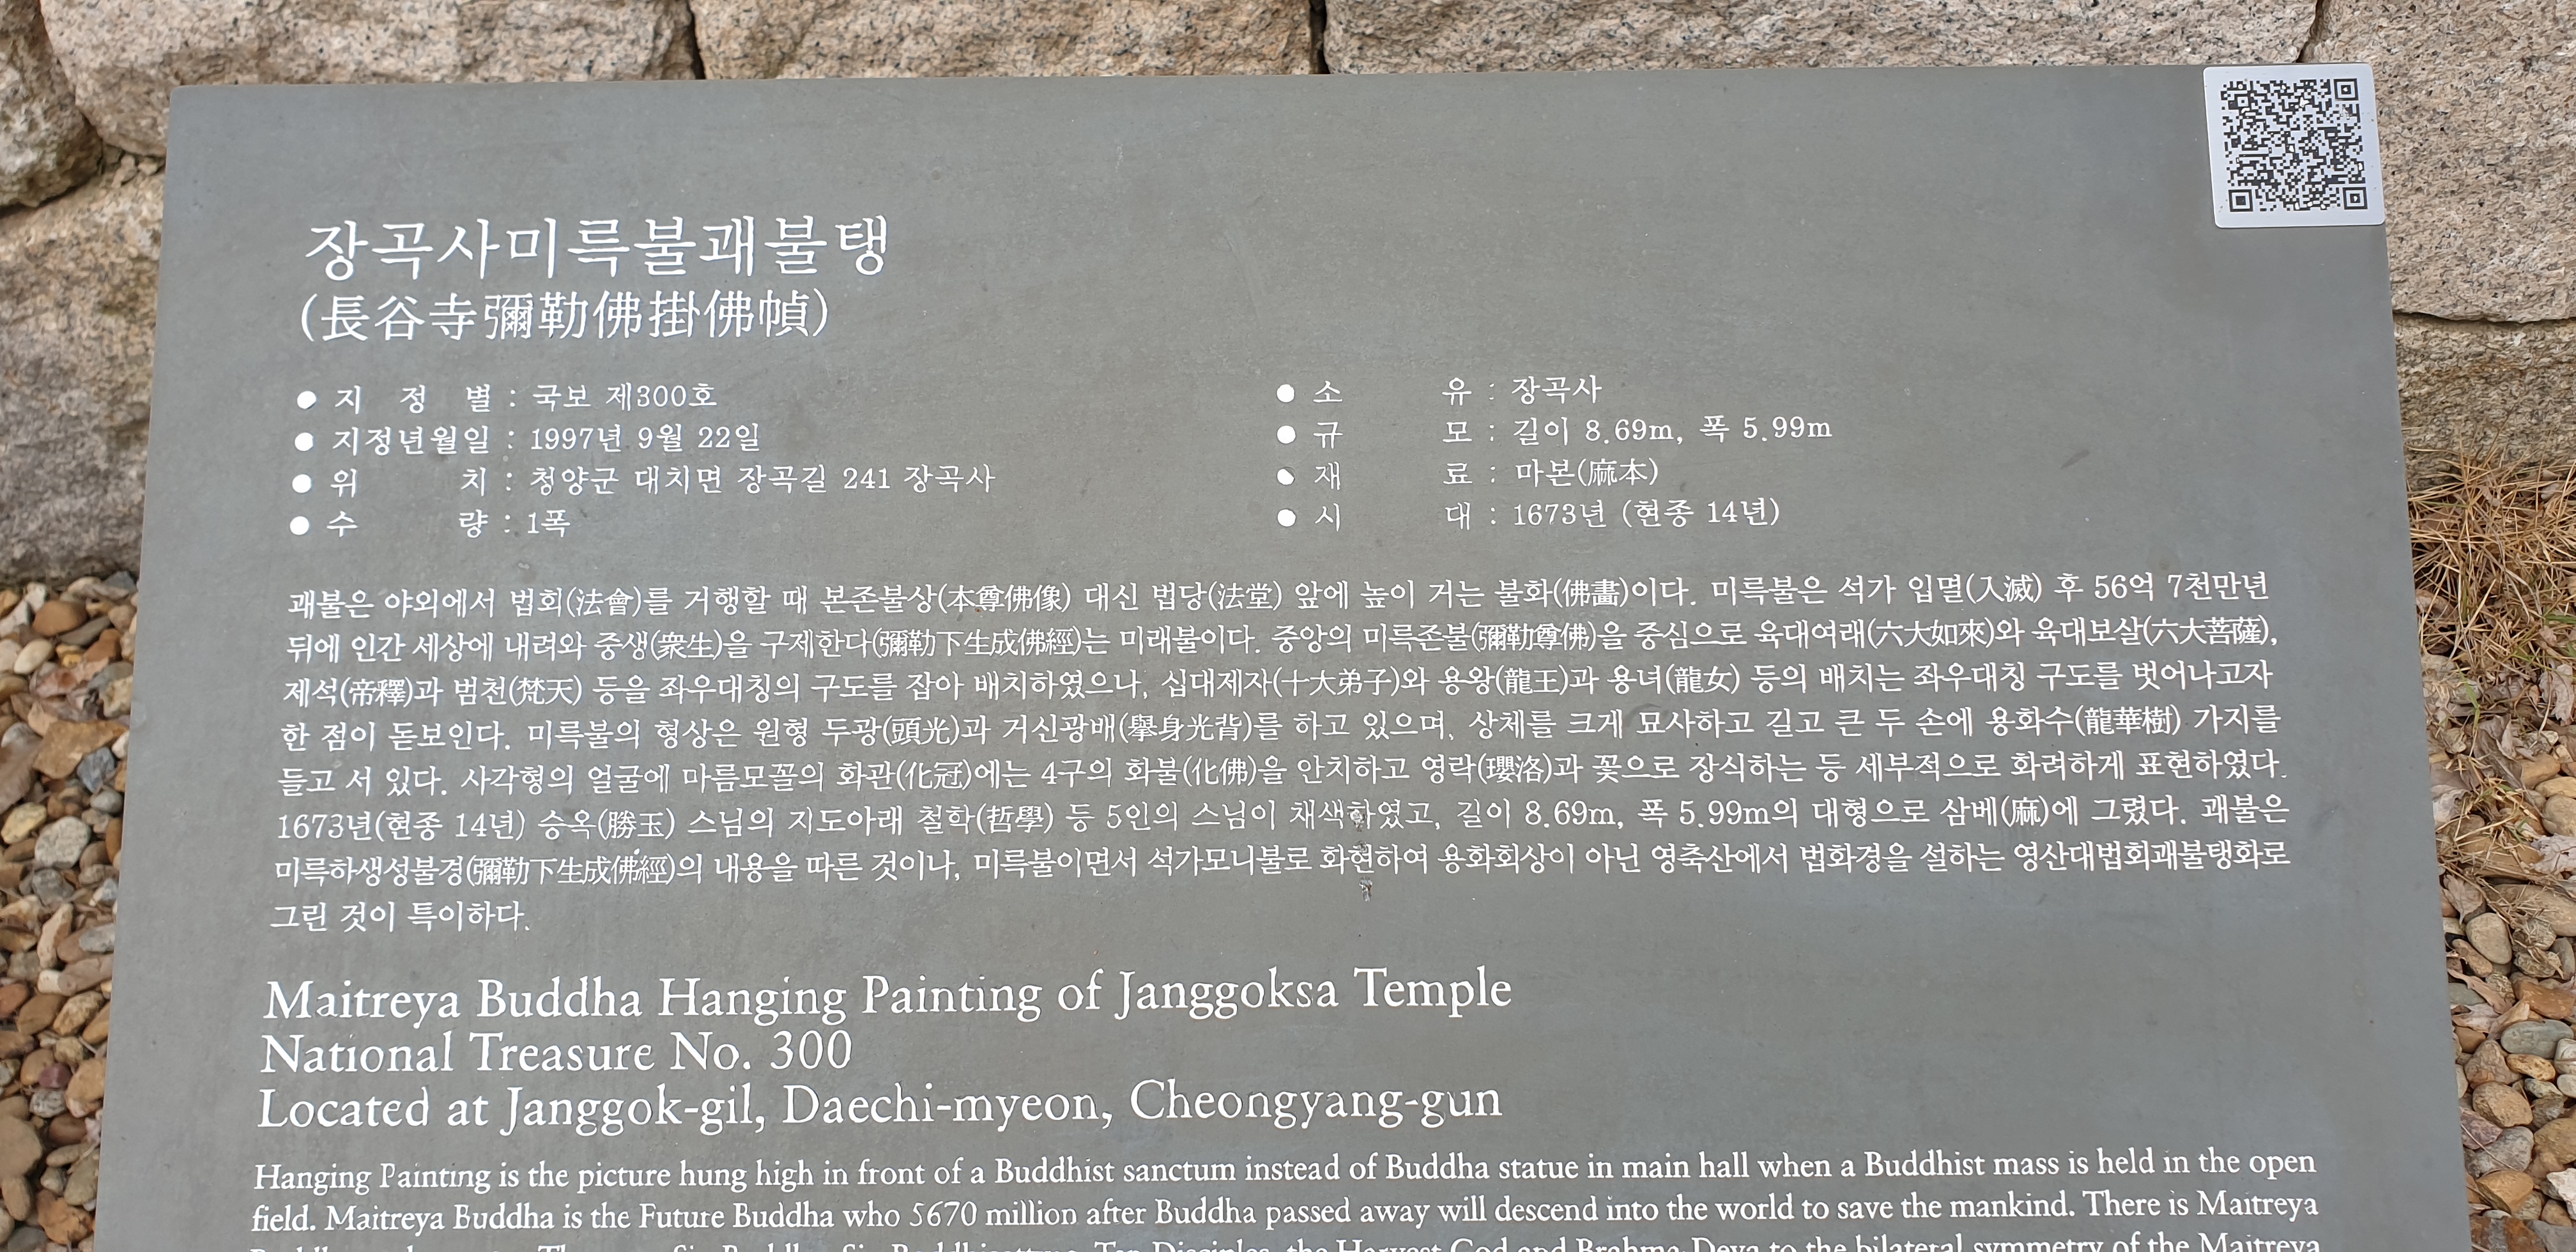 장곡사미륵불괘불탱
(長谷寺彌勒佛掛佛幀)
● 지 정 별 : 국보 제300호
● 지정년월일 : 1997년 9월 22일
● 위 치 : 청양군 대치면 장곡길 241 장곡사
● 수 량 : 1폭
● 소 유 : 장곡사
● 규 모 : 길이 8.69m, 폭 5.99m
● 재 료 : 마본(麻本)
● 시 대 : 1673년 (현종 14년)
괘불은 야외에서 법회(法會)를 거행할 때 본존불상(本尊佛像) 대신 법당(法堂) 앞에 높이 거는 불화(佛畵)이다. 미륵불은 석가 입멸(入滅) 후 56억 7천만년
뒤에 인간 세상에 내려와 중생(衆生)을 구제한다(彌勒下生成佛經)는 미래불이다. 중앙의 미륵존불(彌勒尊佛)을 중심으로 육대여래(六大如來)와 육대보살(六大菩薩),
제석(帝釋)과 범천(梵天) 등을 좌우대칭의 구도를 잡아 배치하였으나, 십대제자(十大弟子)와 용왕(龍王)과 용녀(龍女) 등의 배치는 좌우대칭 구도를 벗어나고자
한 점이 돋보인다. 미륵불의 형상은 원형 두광(頭光)과 거신광배(擧身光背)를 하고 있으며, 상체를 크게 묘사하고 길고 큰 두 손에 용화수(龍華樹) 가지를
들고 서 있다. 사각형의 얼굴에 마름모꼴의 화관(化冠)에는 4구의 화불(化佛)을 안치하고 영락(瓔洛)과 꽃으로 장식하는 등 세부적으로 화려하게 표현하였다.
1673년(현종 14년) 승옥(勝玉) 스님의 지도아래 철학(哲學) 등 5인의 스님이 채색하였고, 길이 8.69m, 폭 5.99m의 대형으로 삼베(麻)에 그렸다. 괘불은
미륵하생성불경(彌勒下生成佛經)의 내용을 따른 것이나, 미륵불이면서 석가모니불로 화현하여 용화회상이 아닌 영축산에서 법화경을 설하는 영산대법회괘불탱화로
그린 것이 특이하다.
Maitreya Buddha Hanging Painting of Janggoksa Temple
National Treasure No. 300
Located at Janggok-gil, Daechi-myeon, Cheongyang-gun
Hanging Painting is the picture hung high in front of a Buddhist sanctum instead of Buddha statue in main hall when a Buddhist mass is held in the open
field. Maitreya Buddha is the Future Buddha who 5670 million after Buddha passed away will descend into the world to save the mankind. There is Maitreya
Ten Disciples, the Harvest God and Brahma Deva to the bilateral symmetry of the Maitreya